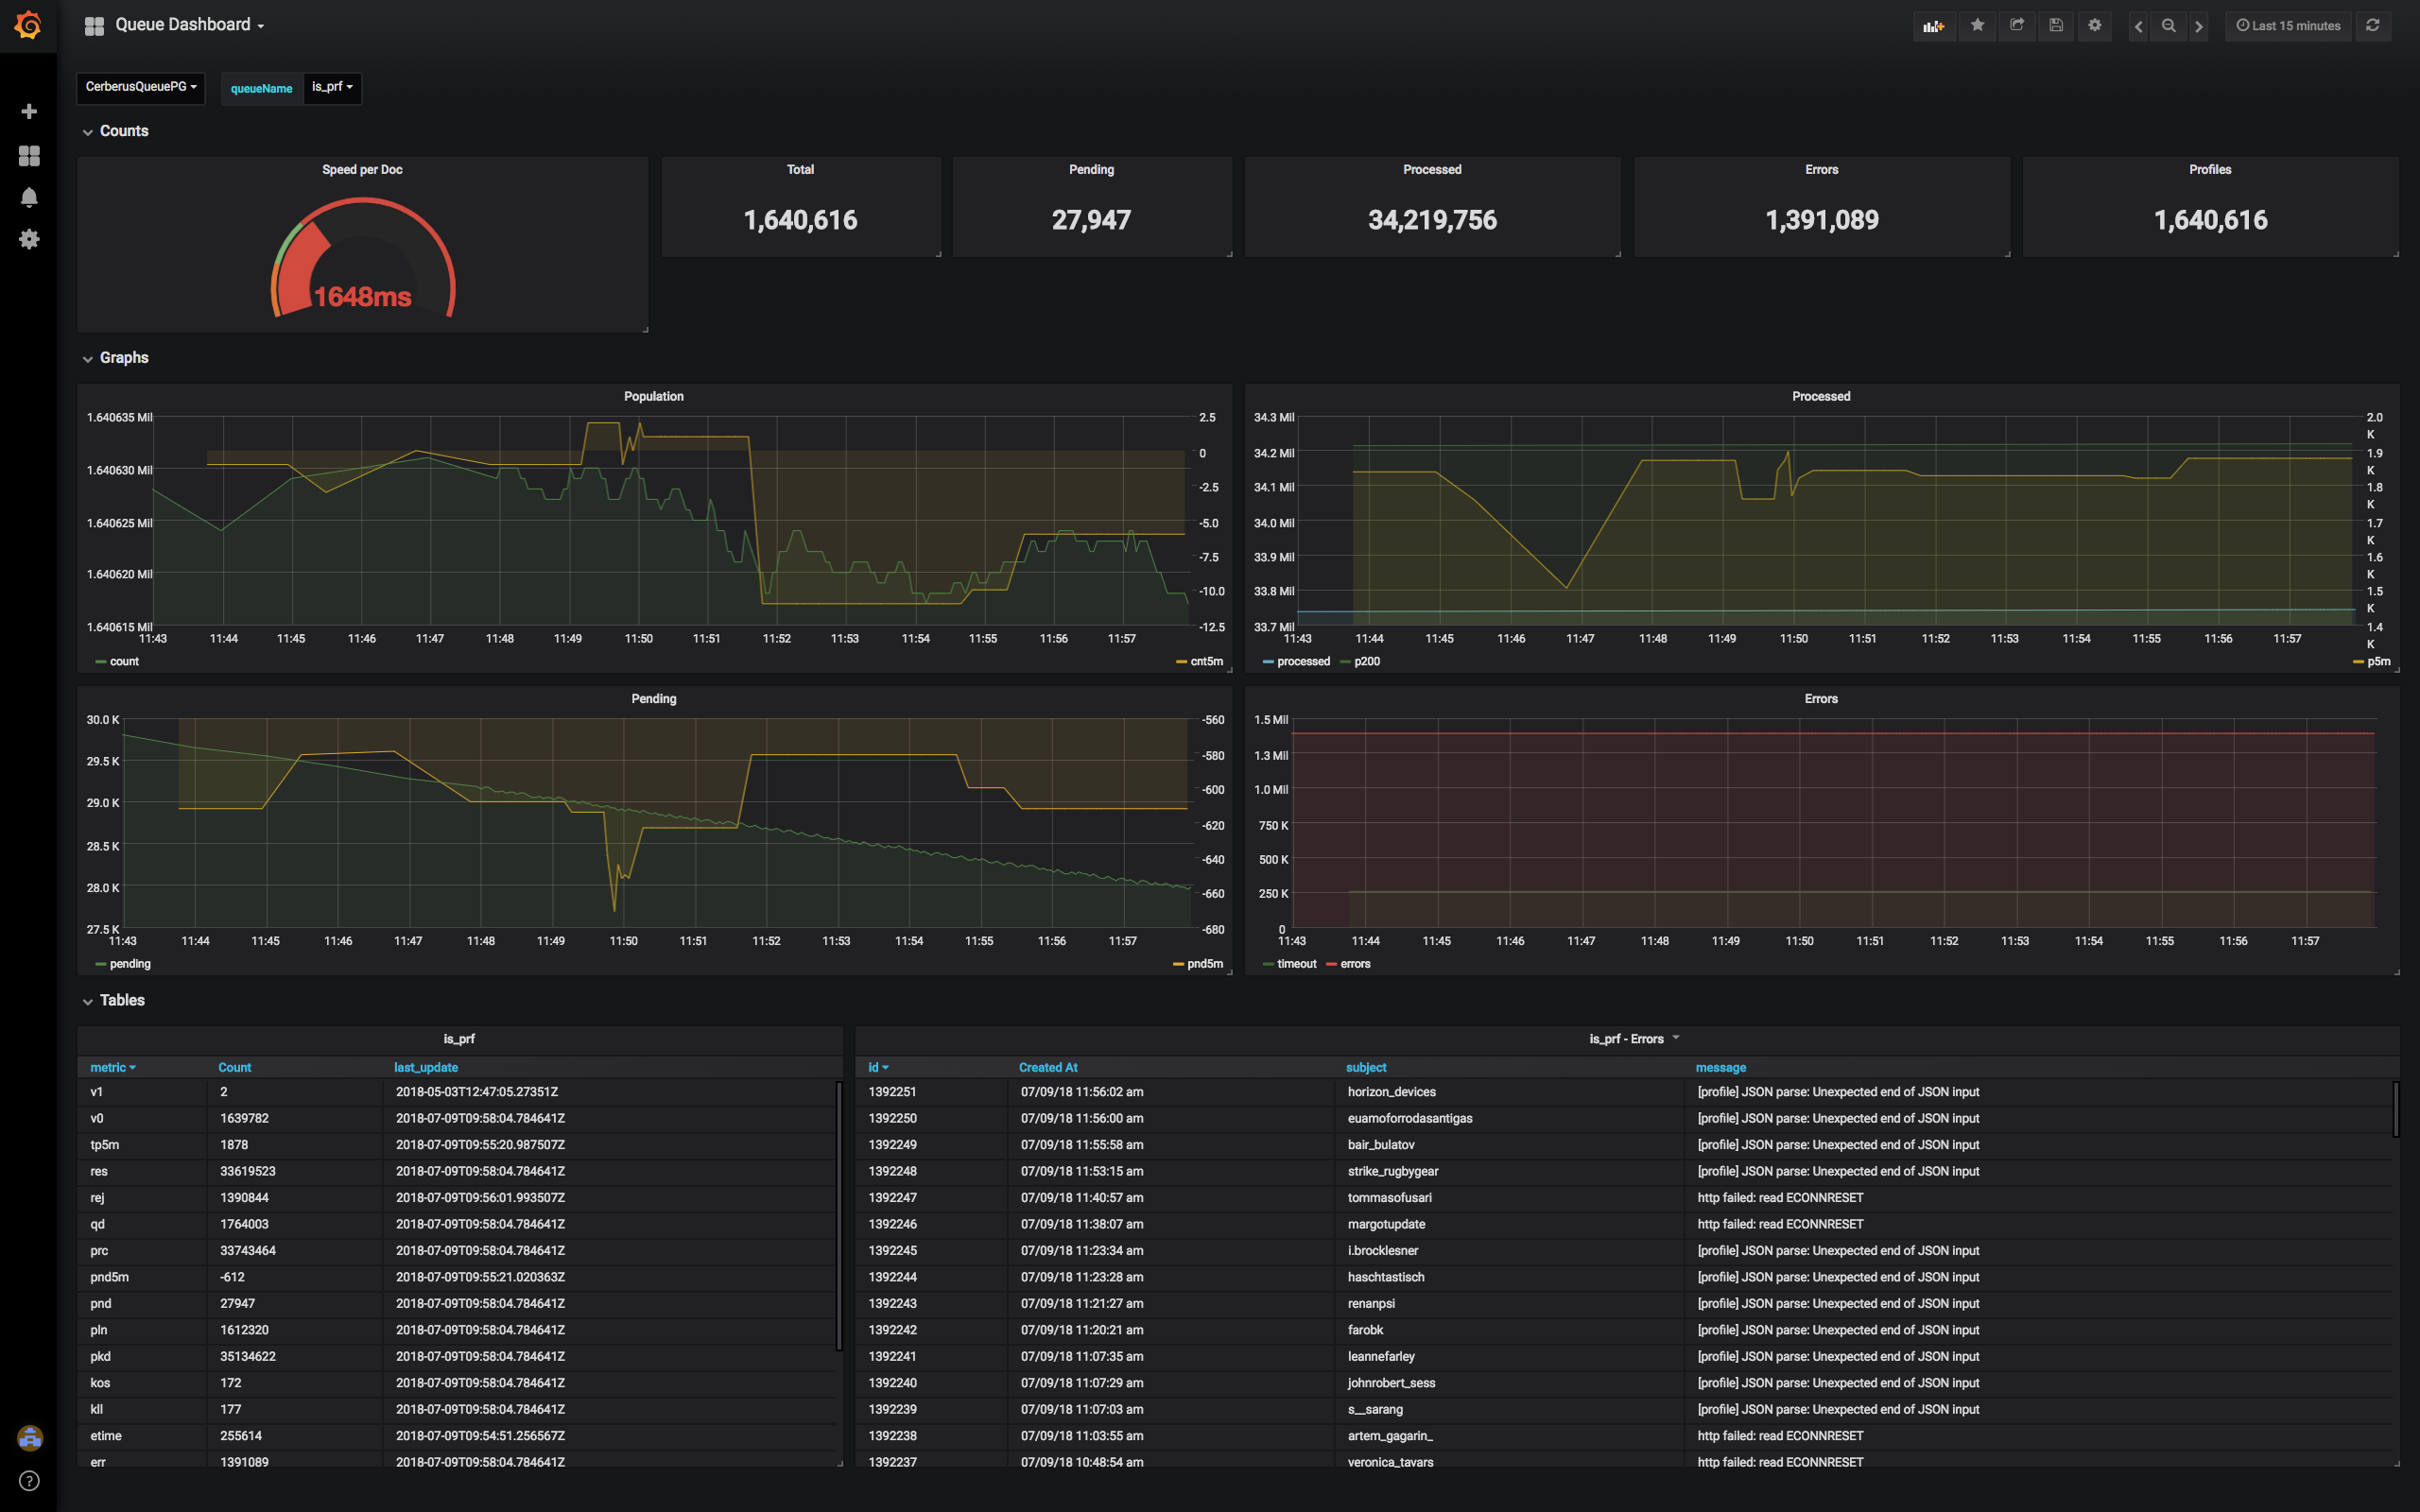 Queue Dashboard
Last 15 minutes
CerberusQueuePG queueName is_prf
Counts
Speed per Doc
1648ms
Total
1,640,616
Pending
27,947
Processed
34,219,756
Errors
1,391,089
Profiles
1,640,616
Graphs
Population
1.640635 Mil
1.640630 Mil
1.640625 Mil
1.640620 Mil
1.640615 Mil
2.5
0
-2.5
-5.0
-7.5
-10.0
-12.5
11:43 11:44 11:45 11:46 11:47 11:48 11:49 11:50 11:51 11:52 11:53 11:54 11:55 11:56 11:57
count cnt5m
Processed
34.3 Mil
34.2 Mil
34.1 Mil
34.0 Mil
33.9 Mil
33.8 Mil
33.7 Mil
2.0 K
1.9 K
1.8 K
1.7 K
1.6 K
1.5 K
1.4 K
11:43 11:44 11:45 11:46 11:47 11:48 11:49 11:50 11:51 11:52 11:53 11:54 11:55 11:56 11:57
processed p200 p5m
Pending
30.0 K
29.5 K
29.0 K
28.5 K
28.0 K
27.5 K
-560
-580
-600
-620
-640
-660
-680
11:43 11:44 11:45 11:46 11:47 11:48 11:49 11:50 11:51 11:52 11:53 11:54 11:55 11:56 11:57
pending pnd5m
Errors
1.5 Mil
1.3 Mil
1.0 Mil
750 K
500 K
250 K
0
11:43 11:44 11:45 11:46 11:47 11:48 11:49 11:50 11:51 11:52 11:53 11:54 11:55 11:56 11:57
timeout errors
Tables
is_prf
metric Count last_update
v1 2 2018-05-03T12:47:05.27351Z
v0 1639782 2018-07-09T09:58:04.784641Z
tp5m 1878 2018-07-09T09:55:20.987507Z
res 33619523 2018-07-09T09:58:04.784641Z
rej 1390844 2018-07-09T09:56:01.993507Z
qd 1764003 2018-07-09T09:58:04.784641Z
prc 33743464 2018-07-09T09:58:04.784641Z
pnd5m -612 2018-07-09T09:55:21.020363Z
pnd 27947 2018-07-09T09:58:04.784641Z
pln 1612320 2018-07-09T09:58:04.784641Z
pkd 35134622 2018-07-09T09:58:04.784641Z
kos 172 2018-07-09T09:58:04.784641Z
kll 177 2018-07-09T09:58:04.784641Z
etime 255614 2018-07-09T09:54:51.256567Z
err 1391089 2018-07-09T09:58:04.784641Z
is_prf - Errors
id Created At subject message
1392251 07/09/18 11:56:02 am horizon_devices [profile] JSON parse: Unexpected end of JSON input
1392250 07/09/18 11:56:00 am euamoforrodasantigas [profile] JSON parse: Unexpected end of JSON input
1392249 07/09/18 11:55:58 am bair_bulatov [profile] JSON parse: Unexpected end of JSON input
1392248 07/09/18 11:53:15 am strike_rugbygear [profile] JSON parse: Unexpected end of JSON input
1392247 07/09/18 11:40:57 am tommasofusari http failed: read ECONNRESET
1392246 07/09/18 11:38:07 am margotupdate http failed: read ECONNRESET
1392245 07/09/18 11:23:34 am i.brocklesner [profile] JSON parse: Unexpected end of JSON input
1392244 07/09/18 11:23:28 am haschtastisch [profile] JSON parse: Unexpected end of JSON input
1392243 07/09/18 11:21:27 am renanpsi [profile] JSON parse: Unexpected end of JSON input
1392242 07/09/18 11:20:21 am farobk [profile] JSON parse: Unexpected end of JSON input
1392241 07/09/18 11:07:35 am leannefarley [profile] JSON parse: Unexpected end of JSON input
1392240 07/09/18 11:07:29 am johnrobert_sess [profile] JSON parse: Unexpected end of JSON input
1392239 07/09/18 11:07:03 am s__sarang [profile] JSON parse: Unexpected end of JSON input
1392238 07/09/18 11:03:55 am artem_gagarin_ http failed: read ECONNRESET
1392237 07/09/18 10:48:54 am veronica_tavars http failed: read ECONNRESET